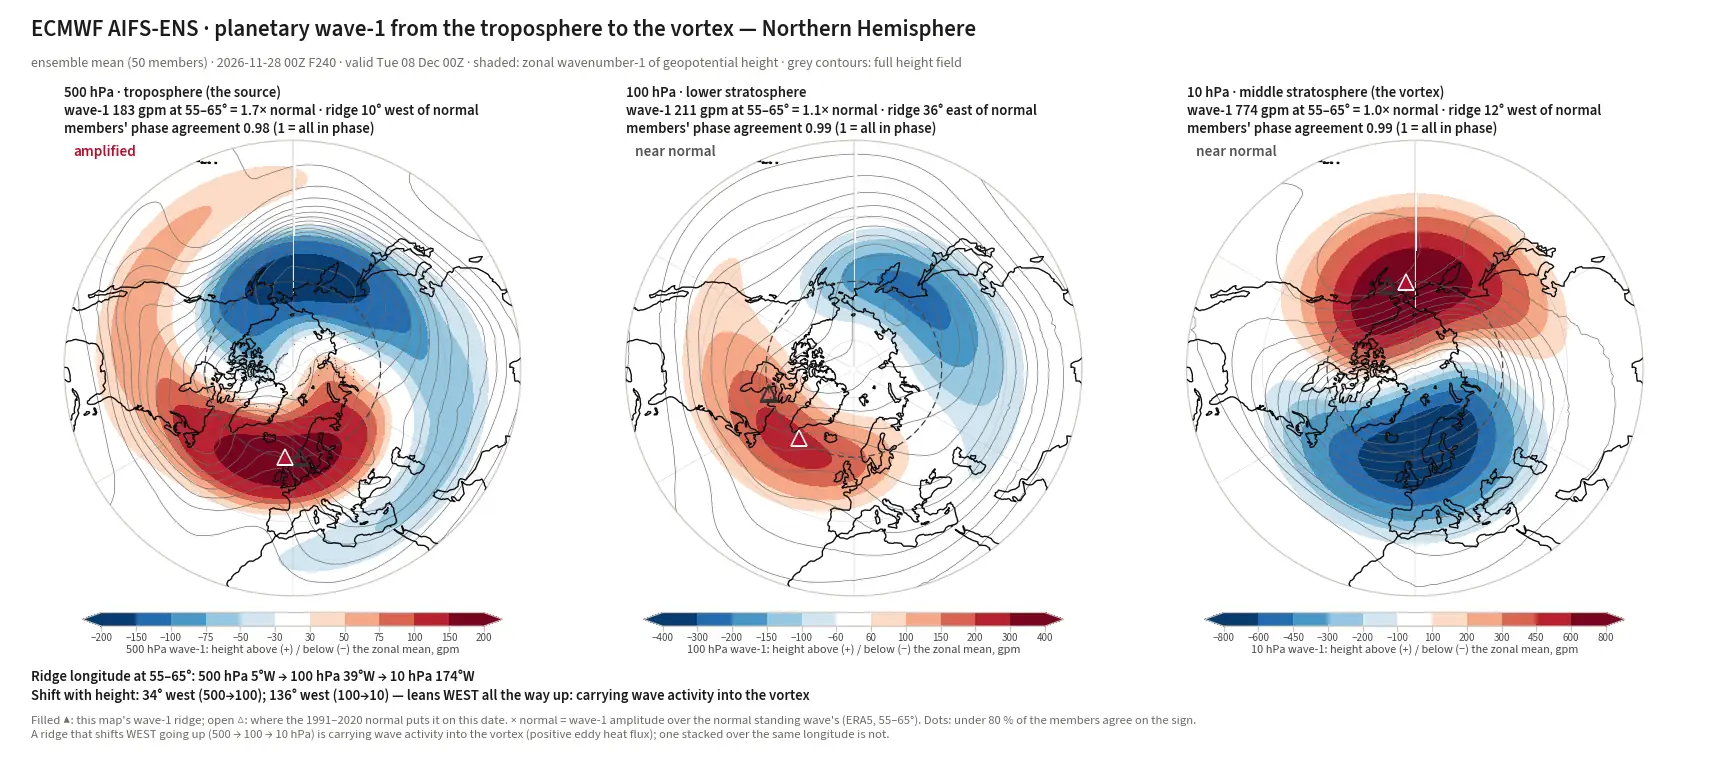 ECMWF AIFS-ENS · planetary wave-1 from the troposphere to the vortex — Northern Hemisphere
ensemble mean (50 members) · 2026-11-28 00Z F240 · valid Tue 08 Dec 00Z · shaded: zonal wavenumber-1 of geopotential height · grey contours: full height field
500 hPa · troposphere (the source)
wave-1 183 gpm at 55–65° = 1.7× normal · ridge 10° west of normal
members' phase agreement 0.98 (1 = all in phase)
amplified
100 hPa · lower stratosphere
wave-1 211 gpm at 55–65° = 1.1× normal · ridge 36° east of normal
members' phase agreement 0.99 (1 = all in phase)
near normal
10 hPa · middle stratosphere (the vortex)
wave-1 774 gpm at 55–65° = 1.0× normal · ridge 12° west of normal
members' phase agreement 0.99 (1 = all in phase)
near normal
−200 −150 −100 −75 −50 −30 30 50 75 100 150 200
500 hPa wave-1: height above (+) / below (−) the zonal mean, gpm
−400 −300 −200 −150 −100 −60 60 100 150 200 300 400
100 hPa wave-1: height above (+) / below (−) the zonal mean, gpm
−800 −600 −450 −300 −200 −100 100 200 300 450 600 800
10 hPa wave-1: height above (+) / below (−) the zonal mean, gpm
Ridge longitude at 55–65°: 500 hPa 5°W → 100 hPa 39°W → 10 hPa 174°W
Shift with height: 34° west (500→100); 136° west (100→10) — leans WEST all the way up: carrying wave activity into the vortex
Filled ▲: this map's wave-1 ridge; open △: where the 1991–2020 normal puts it on this date. × normal = wave-1 amplitude over the normal standing wave's (ERA5, 55–65°). Dots: under 80 % of the members agree on the sign.
A ridge that shifts WEST going up (500 → 100 → 10 hPa) is carrying wave activity into the vortex (positive eddy heat flux); one stacked over the same longitude is not.